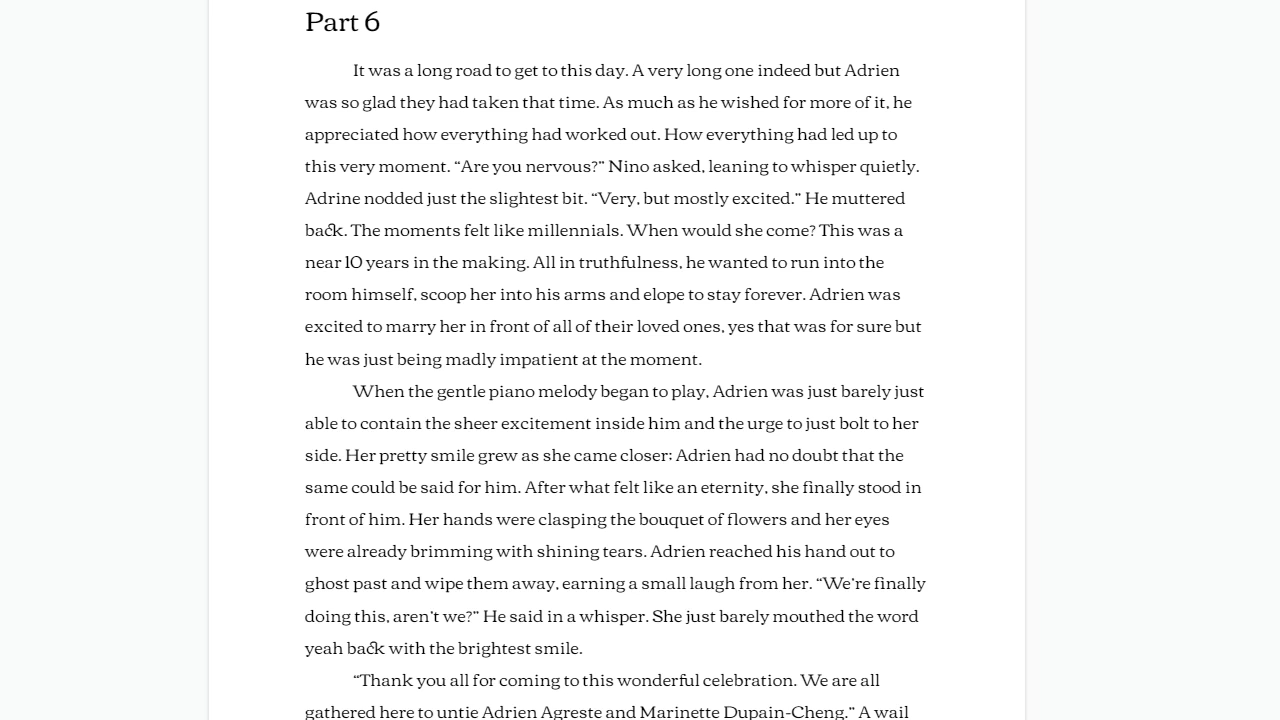 Part 6
It was a long road to get to this day. A very long one indeed but Adrien
was so glad they had taken that time. As much as he wished for more of it, he
appreciated how everything had worked out. How everything had led up to
this very moment. “Are you nervous?” Nino asked, leaning to whisper quietly.
Adrine nodded just the slightest bit. “Very, but mostly excited.” He muttered
back. The moments felt like millennials. When would she come? This was a
near 10 years in the making. All in truthfulness, he wanted to run into the
room himself, scoop her into his arms and elope to stay forever. Adrien was
excited to marry her in front of all of their loved ones, yes that was for sure but
he was just being madly impatient at the moment.
When the gentle piano melody began to play, Adrien was just barely just
able to contain the sheer excitement inside him and the urge to just bolt to her
side. Her pretty smile grew as she came closer; Adrien had no doubt that the
same could be said for him. After what felt like an eternity, she finally stood in
front of him. Her hands were clasping the bouquet of flowers and her eyes
were already brimming with shining tears. Adrien reached his hand out to
ghost past and wipe them away, earning a small laugh from her. “We’re finally
doing this, aren’t we?” He said in a whisper. She just barely mouthed the word
yeah back with the brightest smile.
“Thank you all for coming to this wonderful celebration. We are all
gathered here to untie Adrien Agreste and Marinette Dupain-Cheng.” A wail